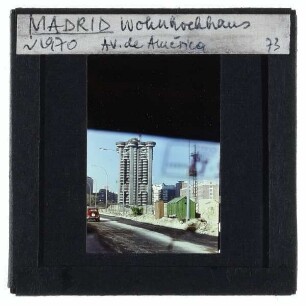 MADRID Wohnhochhaus
~1970 Av. de América 73